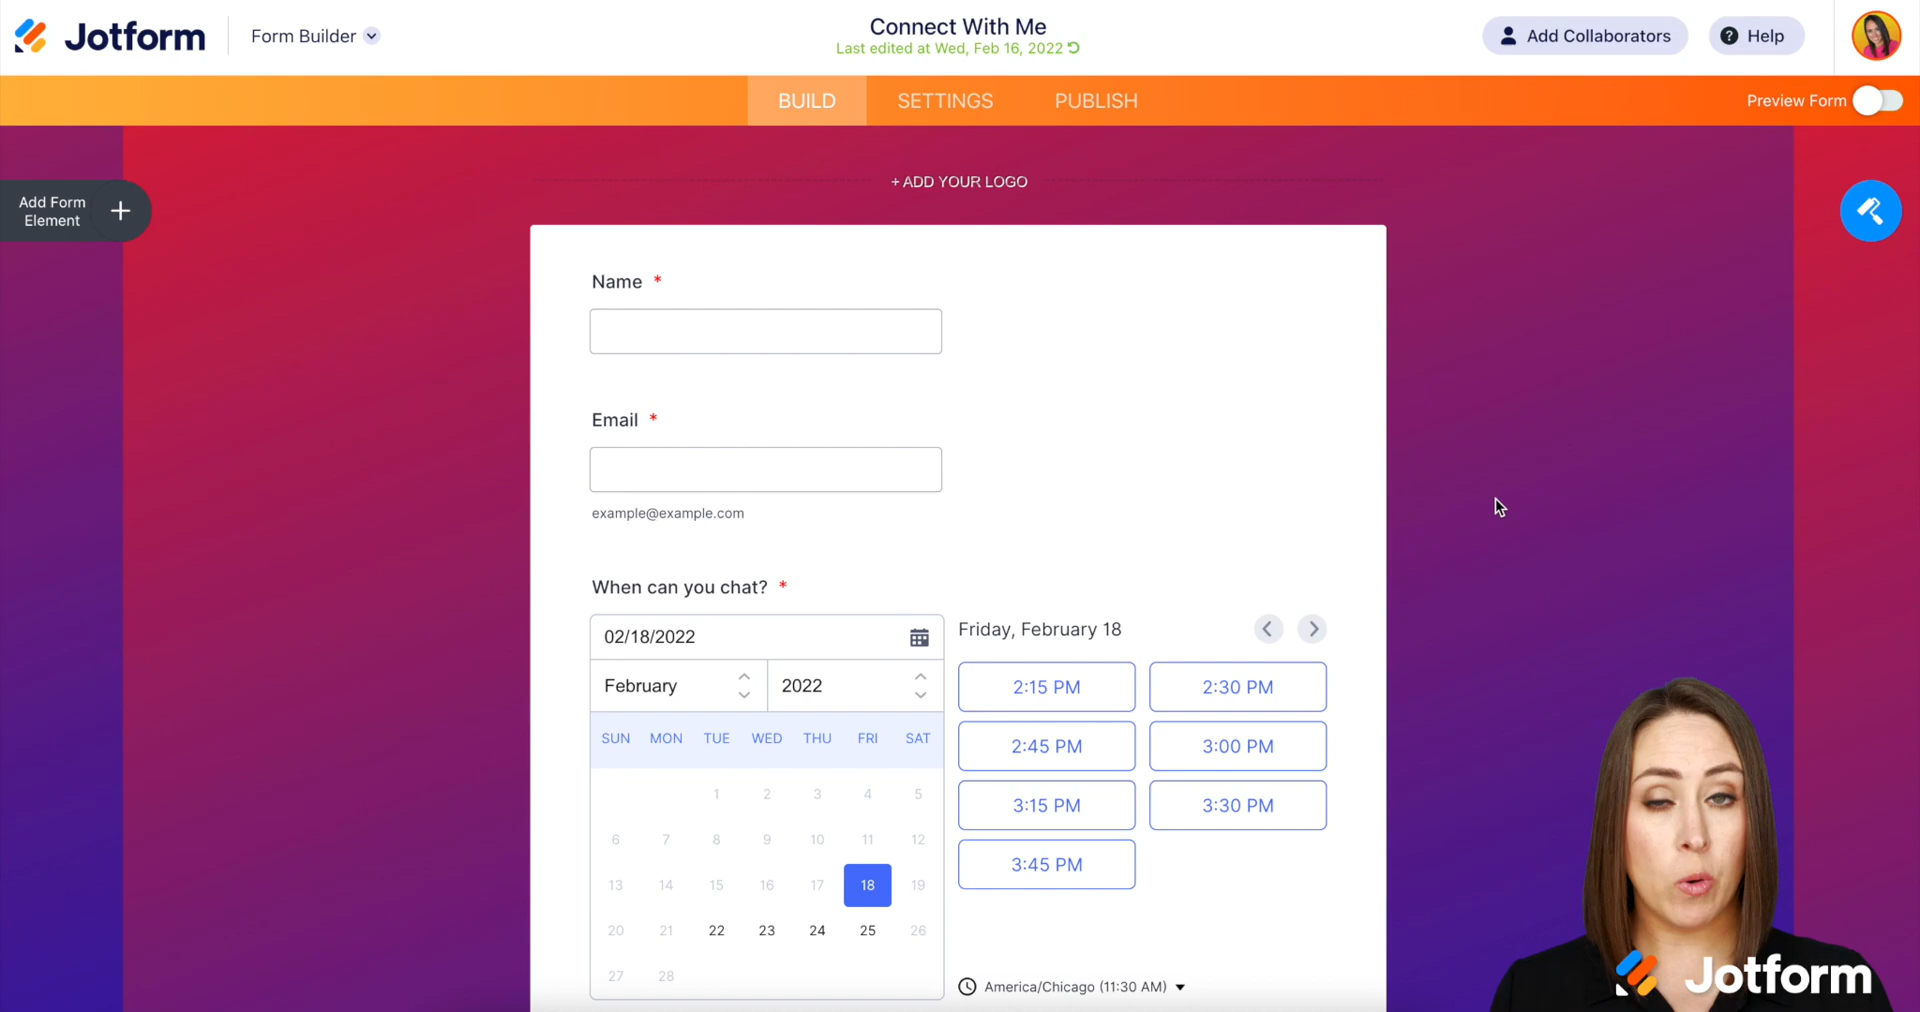 Jotform
Form Builder
Connect With Me
Last edited at Wed, Feb 16, 2022
Add Collaborators
? Help
BUILD
SETTINGS
PUBLISH
Preview Form
+ ADD YOUR LOGO
Add Form
Element
Name *
Email *
example@example.com
When can you chat? *
02/18/2022
February
2022
SUN MON TUE WED THU FRI SAT
1 2 3 4 5
6 7 8 9 10 11 12
13 14 15 16 17 18 19
20 21 22 23 24 25 26
27 28
Friday, February 18
2:15 PM
2:30 PM
2:45 PM
3:00 PM
3:15 PM
3:30 PM
3:45 PM
America/Chicago (11:30 AM)
Jotform